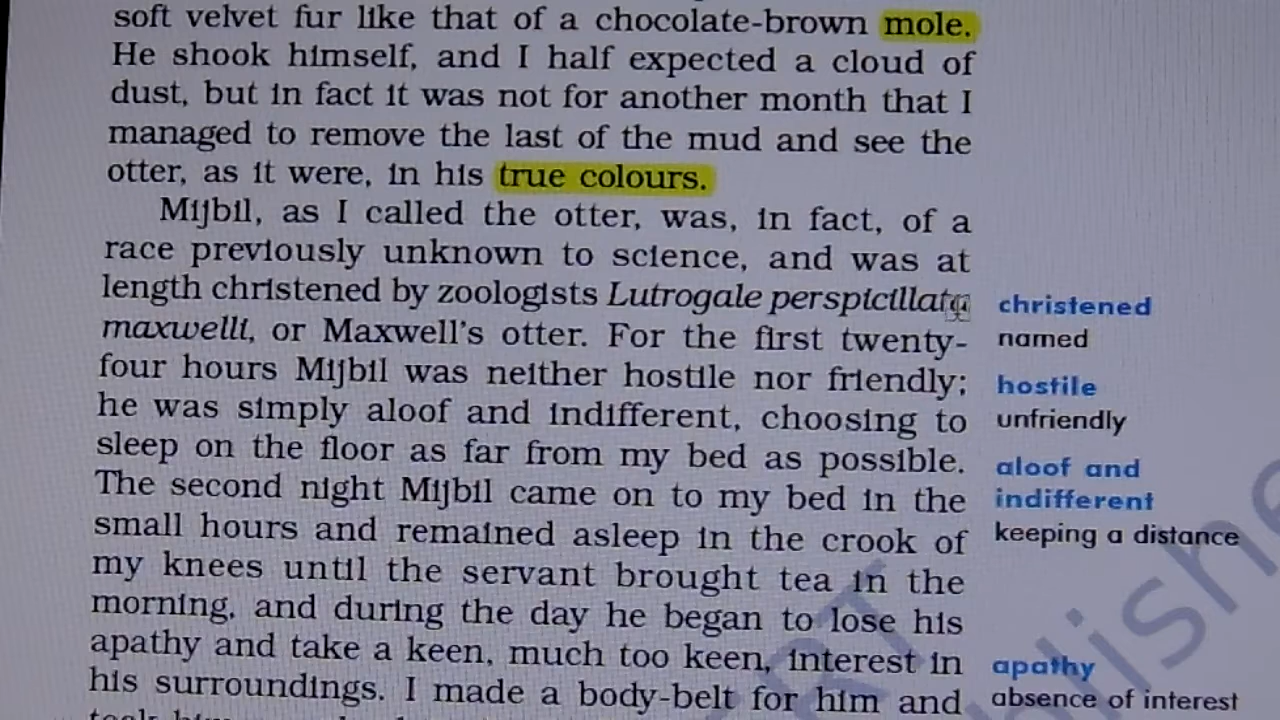 soft velvet fur like that of a chocolate-brown mole.
He shook himself, and I half expected a cloud of
dust, but in fact it was not for another month that I
managed to remove the last of the mud and see the
otter, as it were, in his true colours.
Mijbil, as I called the otter, was, in fact, of a
race previously unknown to science, and was at
length christened by zoologists Lutrogale perspicillata
maxwelli, or Maxwell's otter. For the first twenty-
four hours Mijbil was neither hostile nor friendly;
he was simply aloof and indifferent, choosing to
sleep on the floor as far from my bed as possible.
The second night Mijbil came on to my bed in the
small hours and remained asleep in the crook of
my knees until the servant brought tea in the
morning, and during the day he began to lose his
apathy and take a keen, much too keen, interest in
his surroundings. I made a body-belt for him and
christened
named
hostile
unfriendly
aloof and
indifferent
keeping a distance
apathy
absence of interest